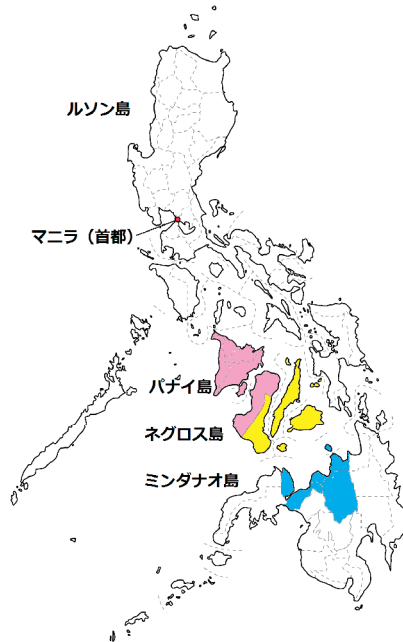 ルソン島
マニラ（首都）
パナイ島
ネグロス島
ミンダナオ島